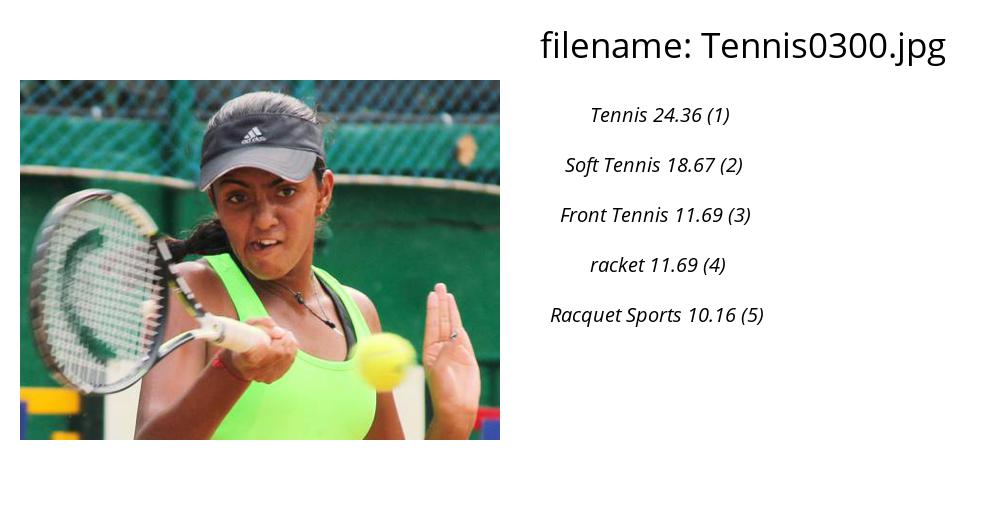 filename: Tennis0300.jpg
Tennis 24.36 (1)
Soft Tennis 18.67 (2)
Front Tennis 11.69 (3)
racket 11.69 (4)
Racquet Sports 10.16 (5)
adidas